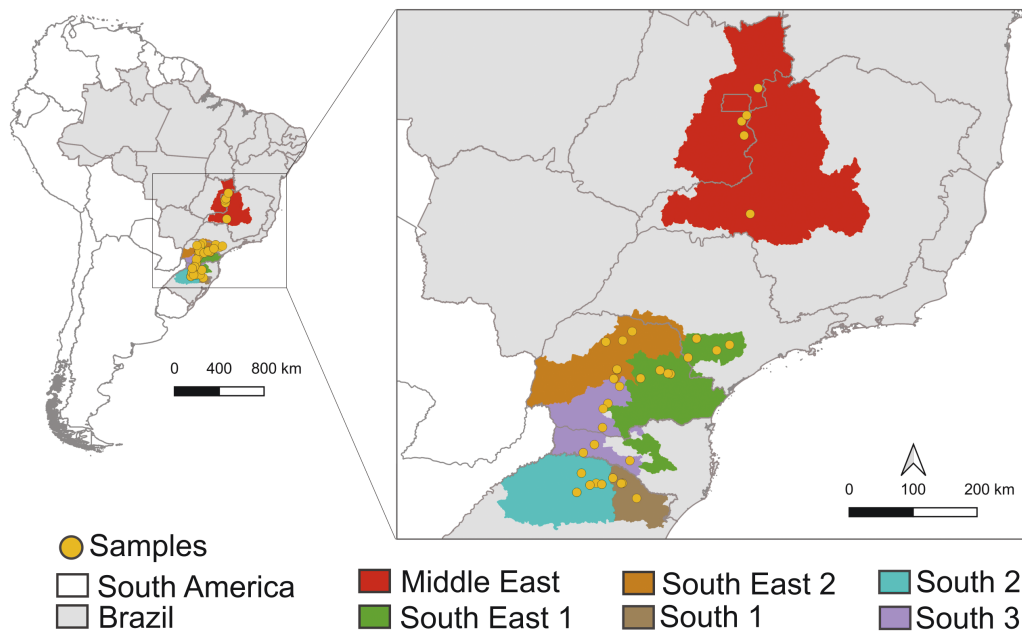 0 400 800 km
0 100 200 km
Samples
South America
Brazil
Middle East
South East 1
South East 2
South 1
South 2
South 3